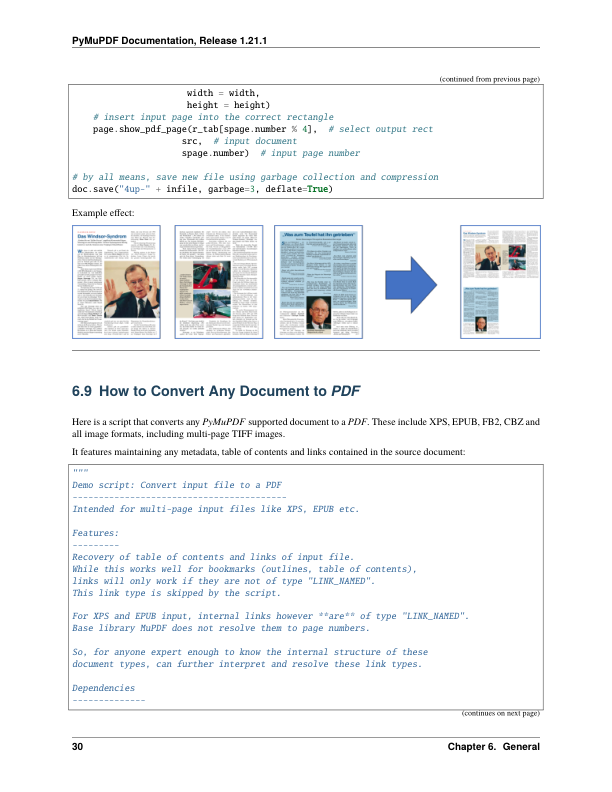 PyMuPDF Documentation, Release 1.21.1
(continued from previous page)
width = width,
height = height)
# insert input page into the correct rectangle
page.show_pdf_page(r_tab[spage.number % 4],  # select output rect
src,  # input document
spage.number)  # input page number
# by all means, save new file using garbage collection and compression
doc.save("4up-" + infile, garbage=3, deflate=True)
Example effect:
Das Windsor-Syndrom
„Was zum Teufel hat ihn getrieben"
6.9 How to Convert Any Document to PDF
Here is a script that converts any PyMuPDF supported document to a PDF. These include XPS, EPUB, FB2, CBZ and
all image formats, including multi-page TIFF images.
It features maintaining any metadata, table of contents and links contained in the source document:
"""
Demo script: Convert input file to a PDF
-----------------------------------------
Intended for multi-page input files like XPS, EPUB etc.
Features:
---------
Recovery of table of contents and links of input file.
While this works well for bookmarks (outlines, table of contents),
links will only work if they are not of type "LINK_NAMED".
This link type is skipped by the script.
For XPS and EPUB input, internal links however **are** of type "LINK_NAMED".
Base library MuPDF does not resolve them to page numbers.
So, for anyone expert enough to know the internal structure of these
document types, can further interpret and resolve these link types.
Dependencies
--------------
(continues on next page)
30
Chapter 6. General